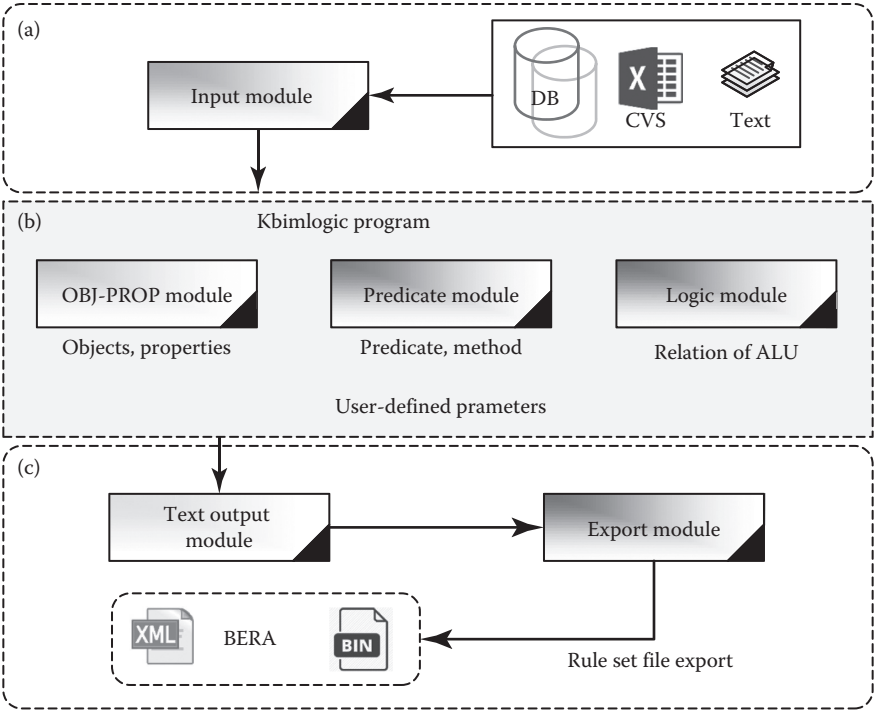 (a)
Input module
DB
X
CVS
Text
(b)
Kbimlogic program
OBJ-PROP module
Objects, properties
Predicate module
Predicate, method
Logic module
Relation of ALU
User-defined prameters
(c)
Text output
module
Export module
XML
BERA
BIN
Rule set file export